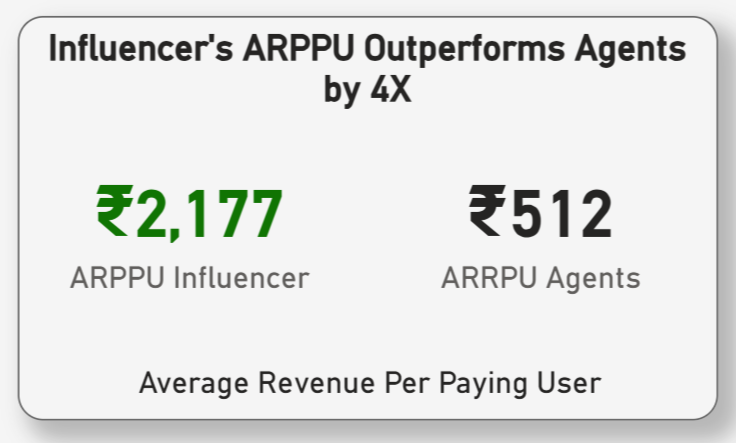 Influencer's ARPPU Outperforms Agents
by 4X
₹2,177
₹512
ARPPU Influencer
ARRPU Agents
Average Revenue Per Paying User